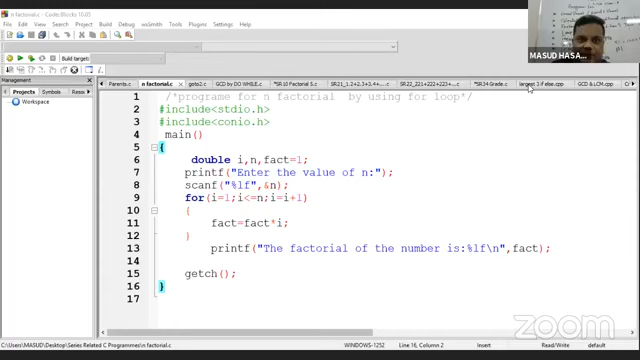 n factorial.c - Code::Blocks 10.05
File Edit View Search Project Build Debug wxSmith Tools Plugins Settings Help
Build target:
MASUD HASA...
Management
Projects Symbols
Workspace
Parents.c n factorial.c goto2.c GCD by DO WHILE.c *SR10 Factorial S.c SR21_1.2+2.3+3.4+... SR22_221+222+223+... *SR34 Grade.c largest 3 if else.cpp GCD & LCM.cpp
1 /*programe for n factorial by using for loop*/
2 #include<stdio.h>
3 #include<conio.h>
4 main()
5 {
6 double i,n,fact=1;
7 printf("Enter the value of n:");
8 scanf("%lf",&n);
9 for(i=1;i<=n;i=i+1)
10 {
11 fact=fact*i;
12 }
13 printf("The factorial of the number is:%lf\n",fact);
14
15 getch();
16 }
17
zoom
C:\Users\MASUD\Desktop\Series Related C Programmes\n factorial.c WINDOWS-1252 Line 16, Column 2 Insert Read/Write default